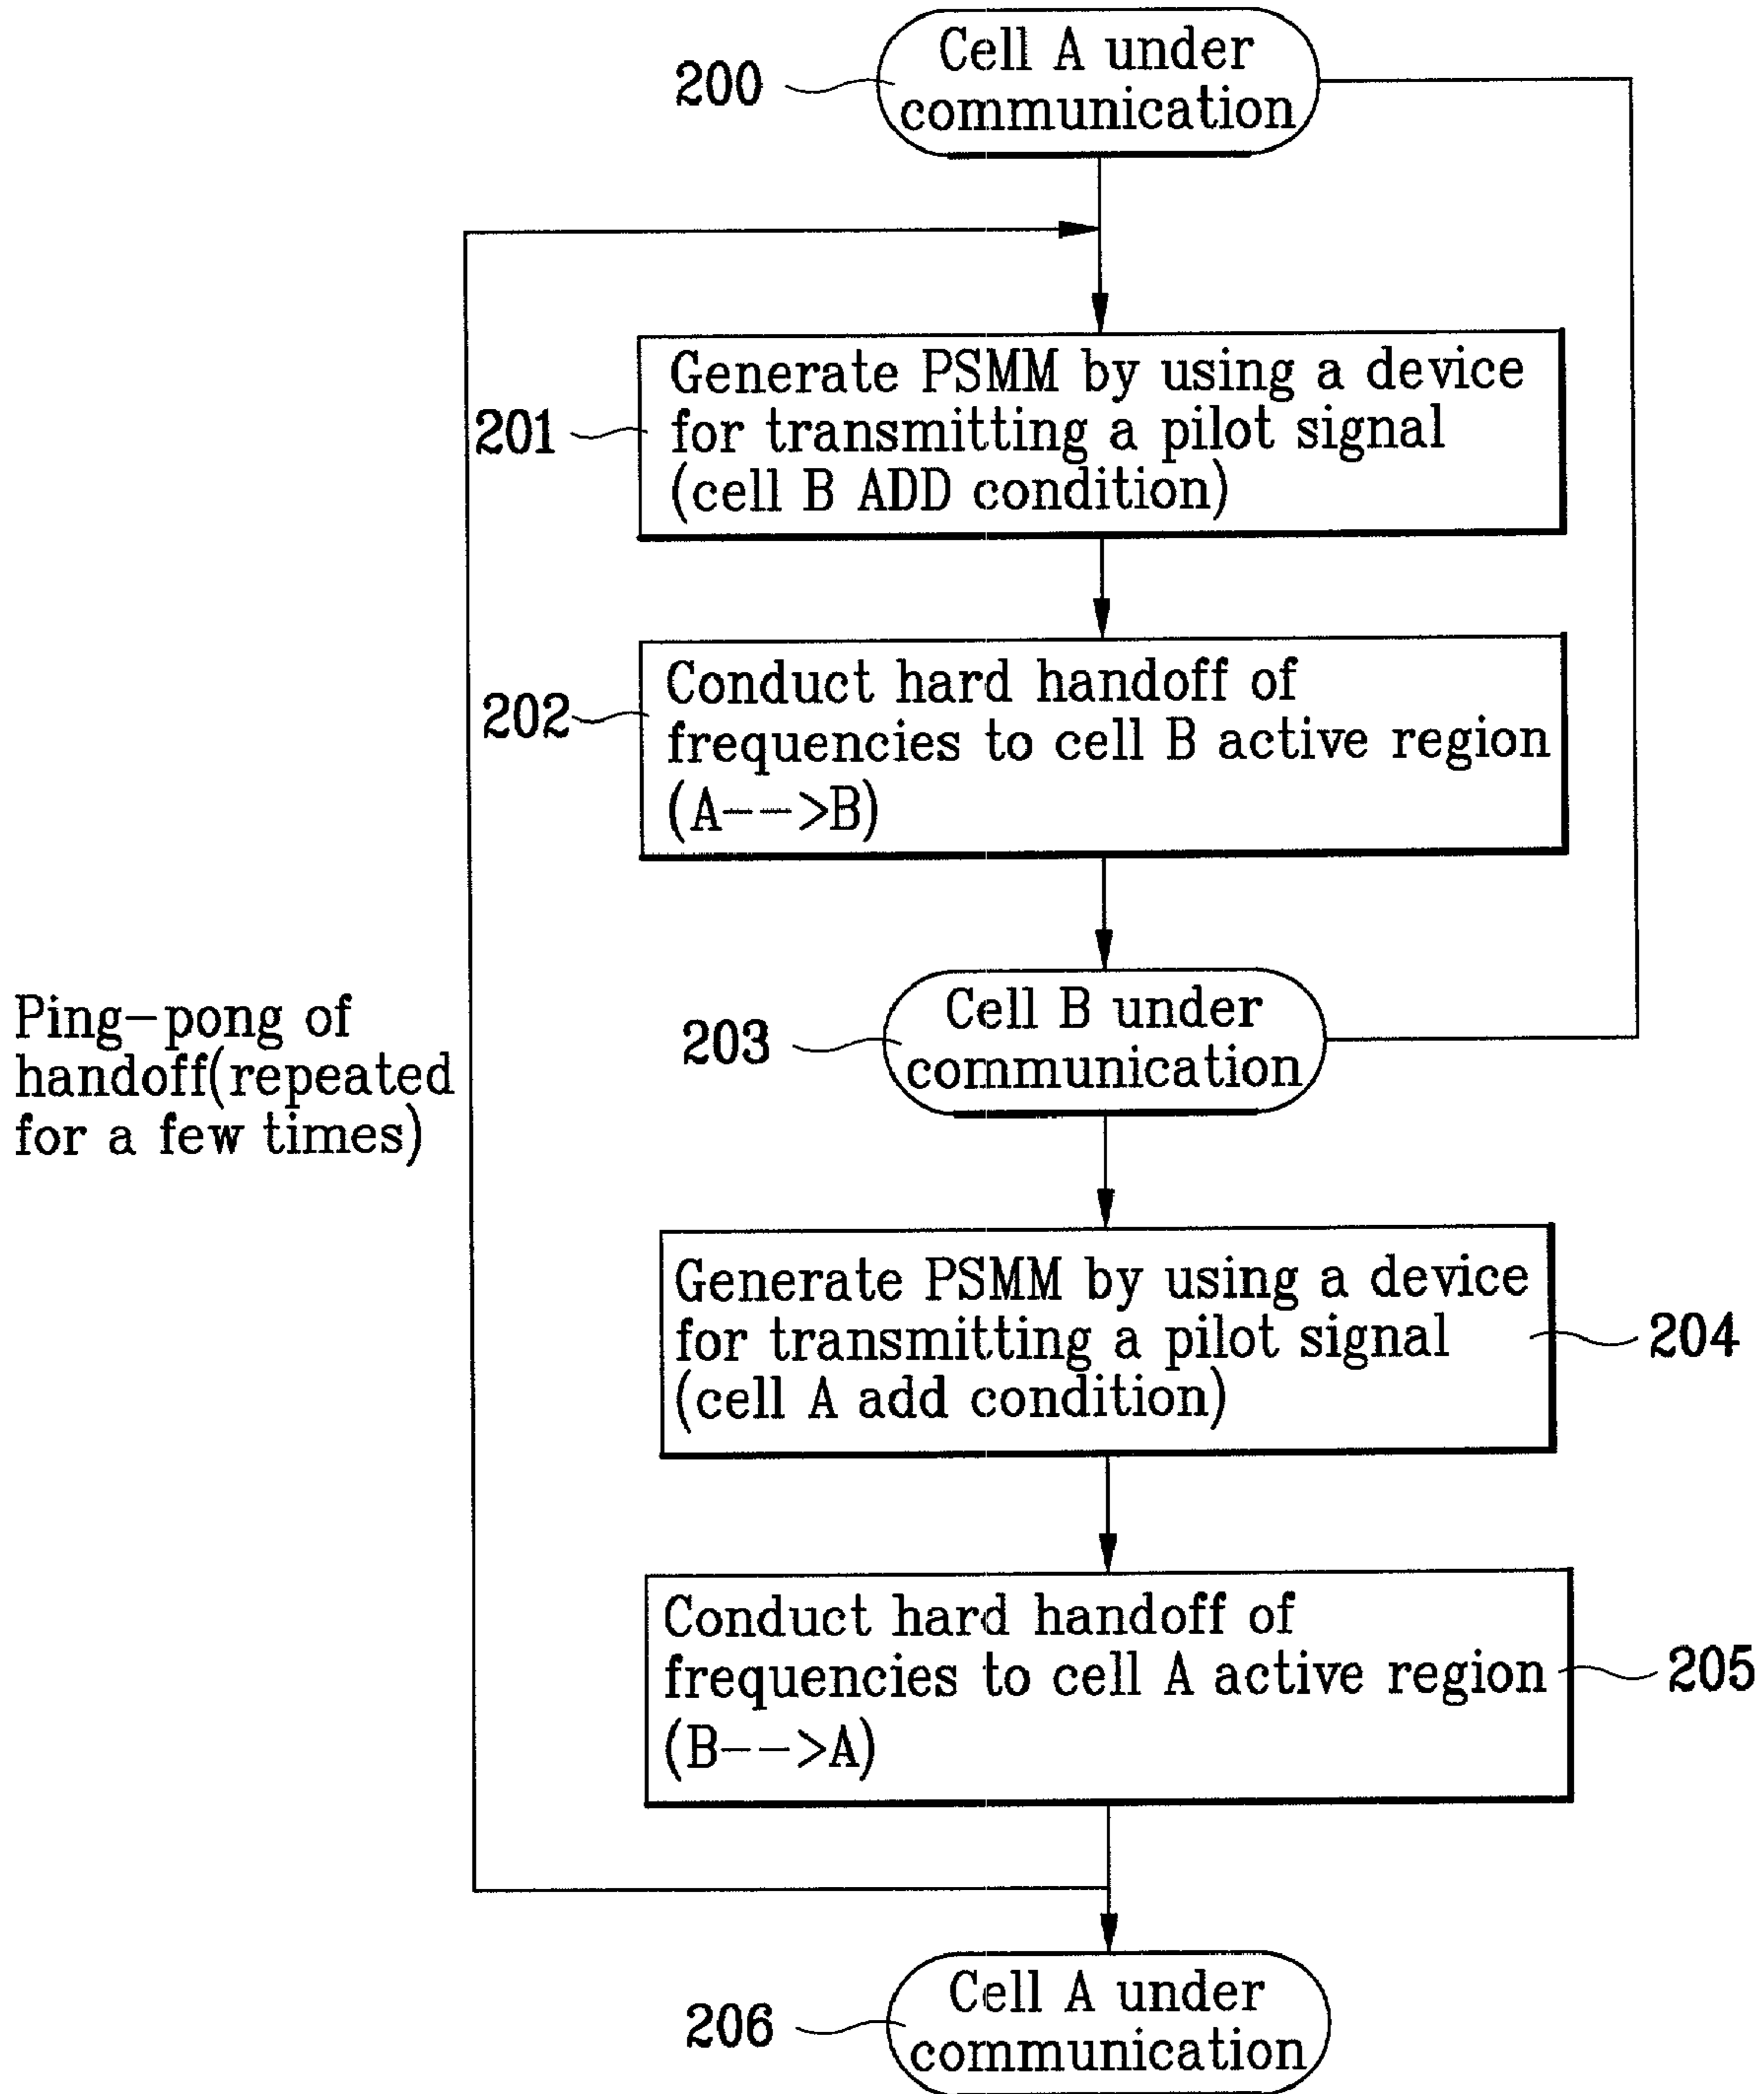 Cell A under
communication
200
Generate PSMM by using a device
for transmitting a pilot signal
(cell B ADD condition)
201
Conduct hard handoff of
frequencies to cell B active region
(A-->B)
202
Cell B under
communication
203
Ping-pong of
handoff(repeated
for a few times)
Generate PSMM by using a device
for transmitting a pilot signal
(cell A add condition)
204
Conduct hard handoff of
frequencies to cell A active region
(B-->A)
205
Cell A under
communication
206